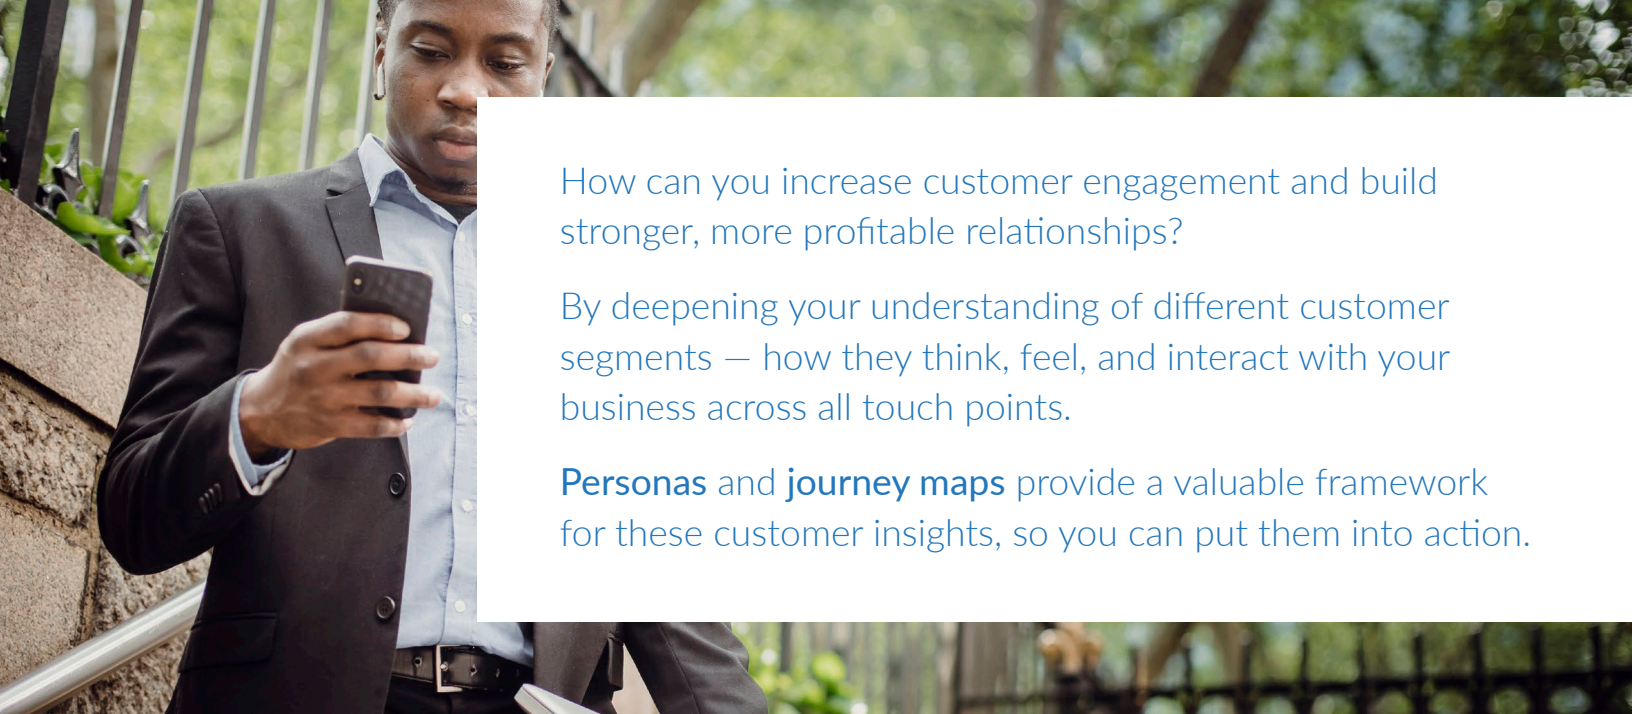 How can you increase customer engagement and build
stronger, more profitable relationships?
By deepening your understanding of different customer
segments — how they think, feel, and interact with your
business across all touch points.
Personas and journey maps provide a valuable framework
for these customer insights, so you can put them into action.